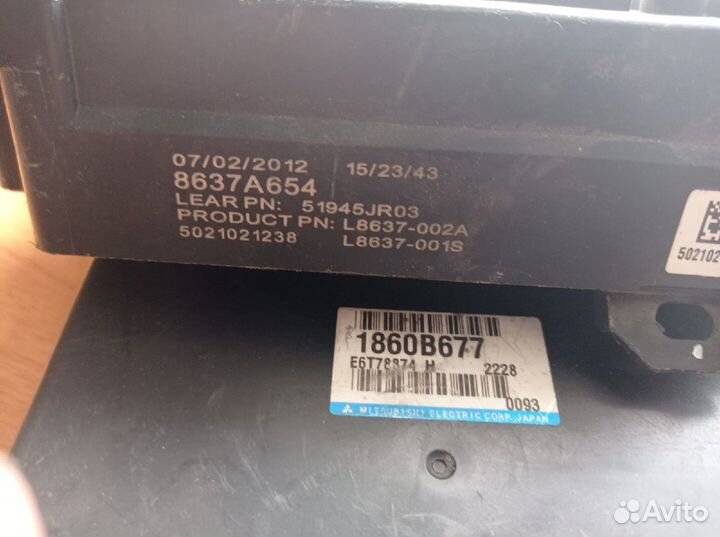 07/02/2012 15/23/43
8637A654
LEAR PN: 51945JR03
PRODUCT PN: L8637-002A
5021021238 L8637-001S
502102
1860B677
E6T78874 H 2228
0093
MITSUBISHI ELECTRIC CORP. JAPAN
Avito